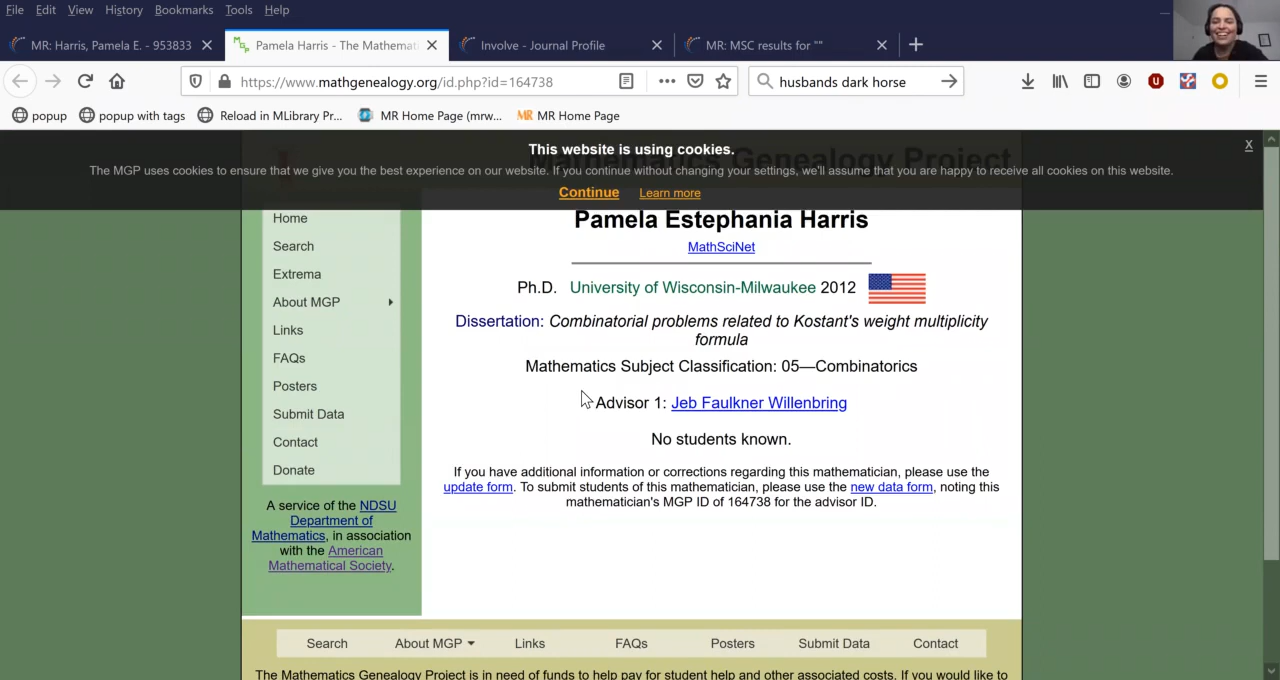 File Edit View History Bookmarks Tools Help
MR: Harris, Pamela E. - 953833
Pamela Harris - The Mathemat
Involve - Journal Profile
MR: MSC results for ""
https://www.mathgenealogy.org/id.php?id=164738
husbands dark horse
popup popup with tags Reload in MLibrary Pr... MR Home Page (mrw... MR Home Page
This website is using cookies. X
Mathematics Genealogy Project
The MGP uses cookies to ensure that we give you the best experience on our website. If you continue without changing your settings, we'll assume that you are happy to receive all cookies on this website.
Continue Learn more
Home
Search
Extrema
About MGP
Links
FAQs
Posters
Submit Data
Contact
Donate
A service of the NDSU
Department of
Mathematics, in association
with the American
Mathematical Society.
Pamela Estephania Harris
MathSciNet
Ph.D. University of Wisconsin-Milwaukee 2012
Dissertation: Combinatorial problems related to Kostant's weight multiplicity
formula
Mathematics Subject Classification: 05—Combinatorics
Advisor 1: Jeb Faulkner Willenbring
No students known.
If you have additional information or corrections regarding this mathematician, please use the
update form. To submit students of this mathematician, please use the new data form, noting this
mathematician's MGP ID of 164738 for the advisor ID.
Search About MGP Links FAQs Posters Submit Data Contact
The Mathematics Genealogy Project is in need of funds to help pay for student help and other associated costs. If you would like to